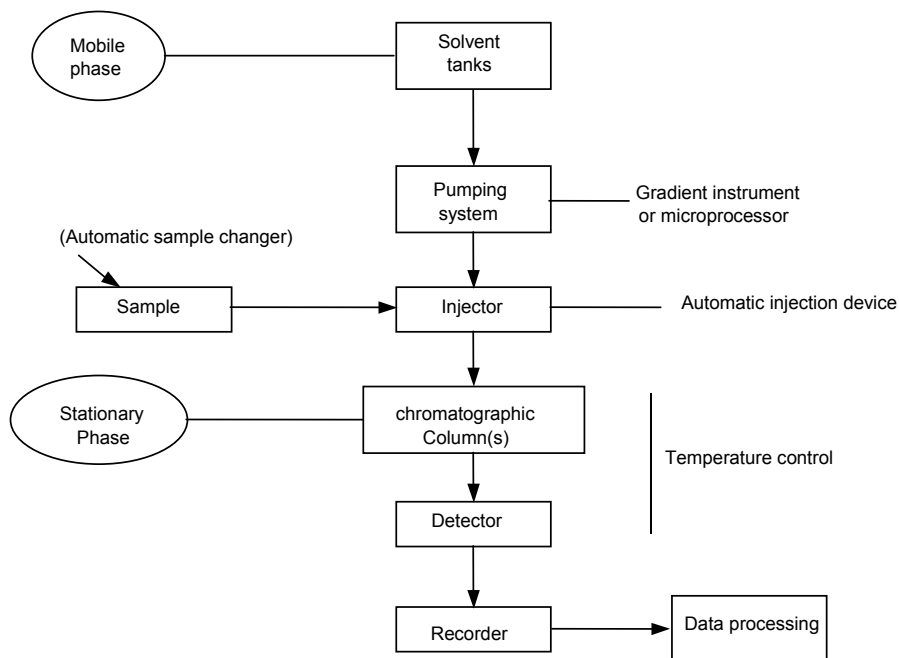 Mobile
phase
Solvent
tanks
Pumping
system
Gradient instrument
or microprocessor
(Automatic sample changer)
Sample
Injector
Automatic injection device
Stationary
Phase
chromatographic
Column(s)
Temperature control
Detector
Recorder
Data processing